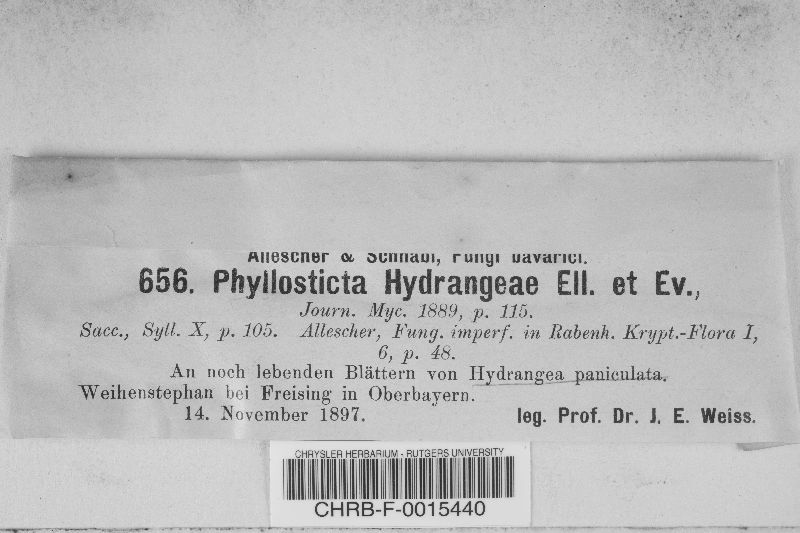 Allescher & Schnabl, Fungi bavarici.
656. Phyllosticta Hydrangeae Ell. et Ev.,
Journ. Myc. 1889, p. 115.
Sacc., Syll. X, p. 105. Allescher, Fung. imperf. in Rabenh. Krypt.-Flora I,
6, p. 48.
An noch lebenden Blättern von Hydrangea paniculata.
Weihenstephan bei Freising in Oberbayern.
14. November 1897. leg. Prof. Dr. J. E. Weiss.
CHRYSLER HERBARIUM - RUTGERS UNIVERSITY
CHRB-F-0015440